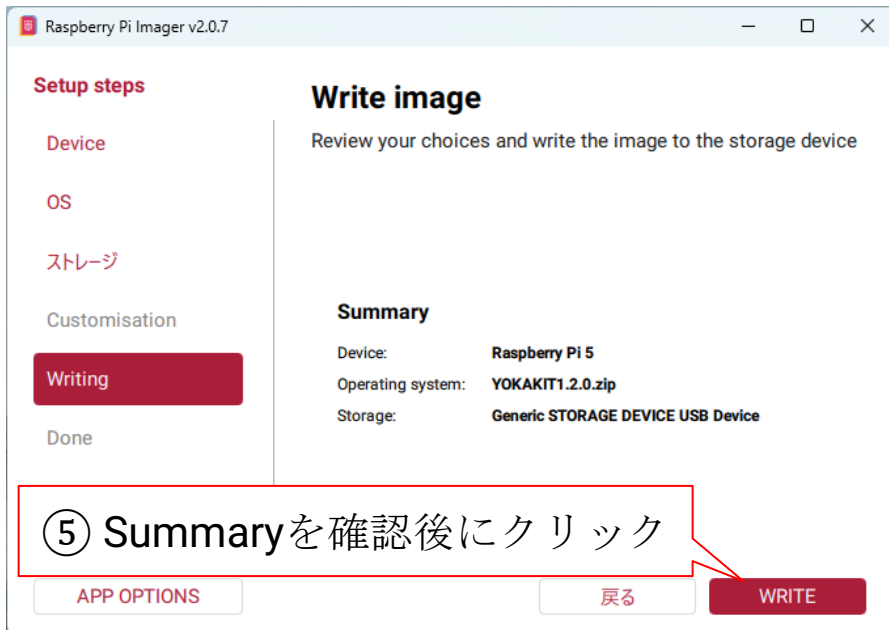 Raspberry Pi Imager v2.0.7
Setup steps
Device
OS
ストレージ
Customisation
Writing
Done
Write image
Review your choices and write the image to the storage device
Summary
Device: Raspberry Pi 5
Operating system: YOKAKIT1.2.0.zip
Storage: Generic STORAGE DEVICE USB Device
⑤ Summaryを確認後にクリック
APP OPTIONS
戻る
WRITE